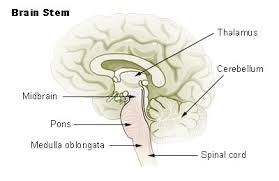 Brain Stem
Thalamus
Cerebellum
Midbrain
Pons
Medulla oblongata
Spinal cord